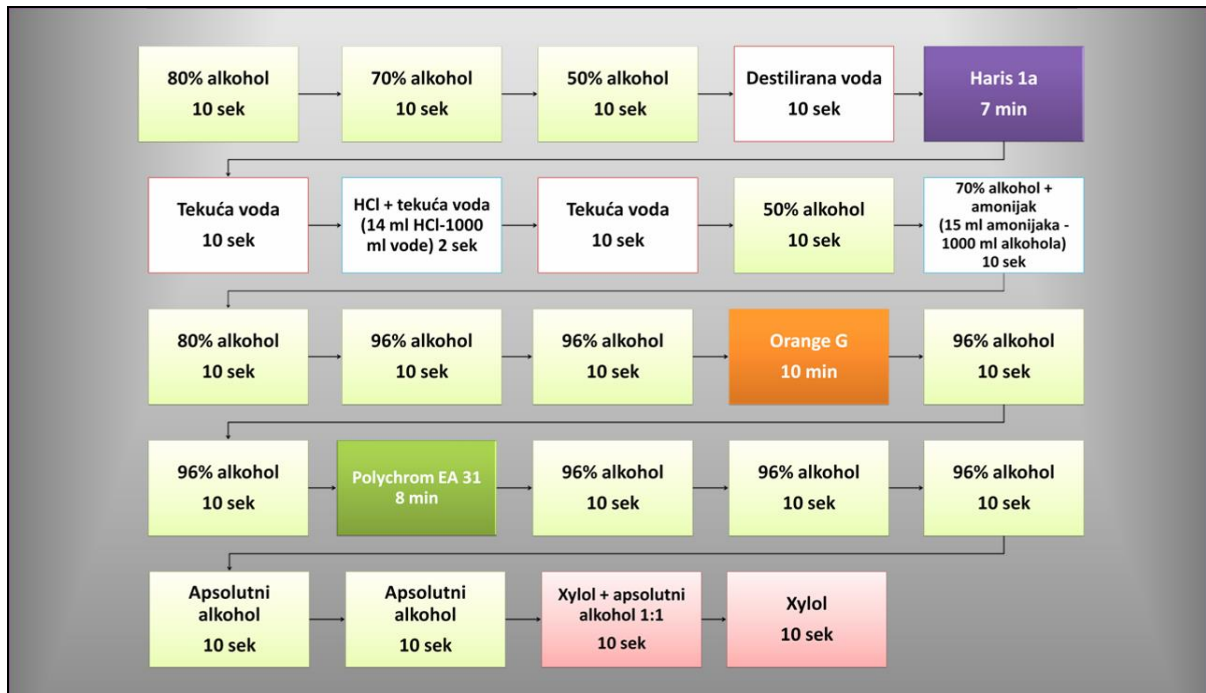 80% alkohol
10 sek
70% alkohol
10 sek
50% alkohol
10 sek
Destilirana voda
10 sek
Haris 1a
7 min
Tekuća voda
10 sek
HCl + tekuća voda
(14 ml HCl-1000
ml vode) 2 sek
Tekuća voda
10 sek
50% alkohol
10 sek
70% alkohol +
amonijak
(15 ml amonijaka -
1000 ml alkohola)
10 sek
80% alkohol
10 sek
96% alkohol
10 sek
96% alkohol
10 sek
Orange G
10 min
96% alkohol
10 sek
96% alkohol
10 sek
Polychrom EA 31
8 min
96% alkohol
10 sek
96% alkohol
10 sek
96% alkohol
10 sek
Apsolutni
alkohol
10 sek
Apsolutni
alkohol
10 sek
Xylol + apsolutni
alkohol 1:1
10 sek
Xylol
10 sek